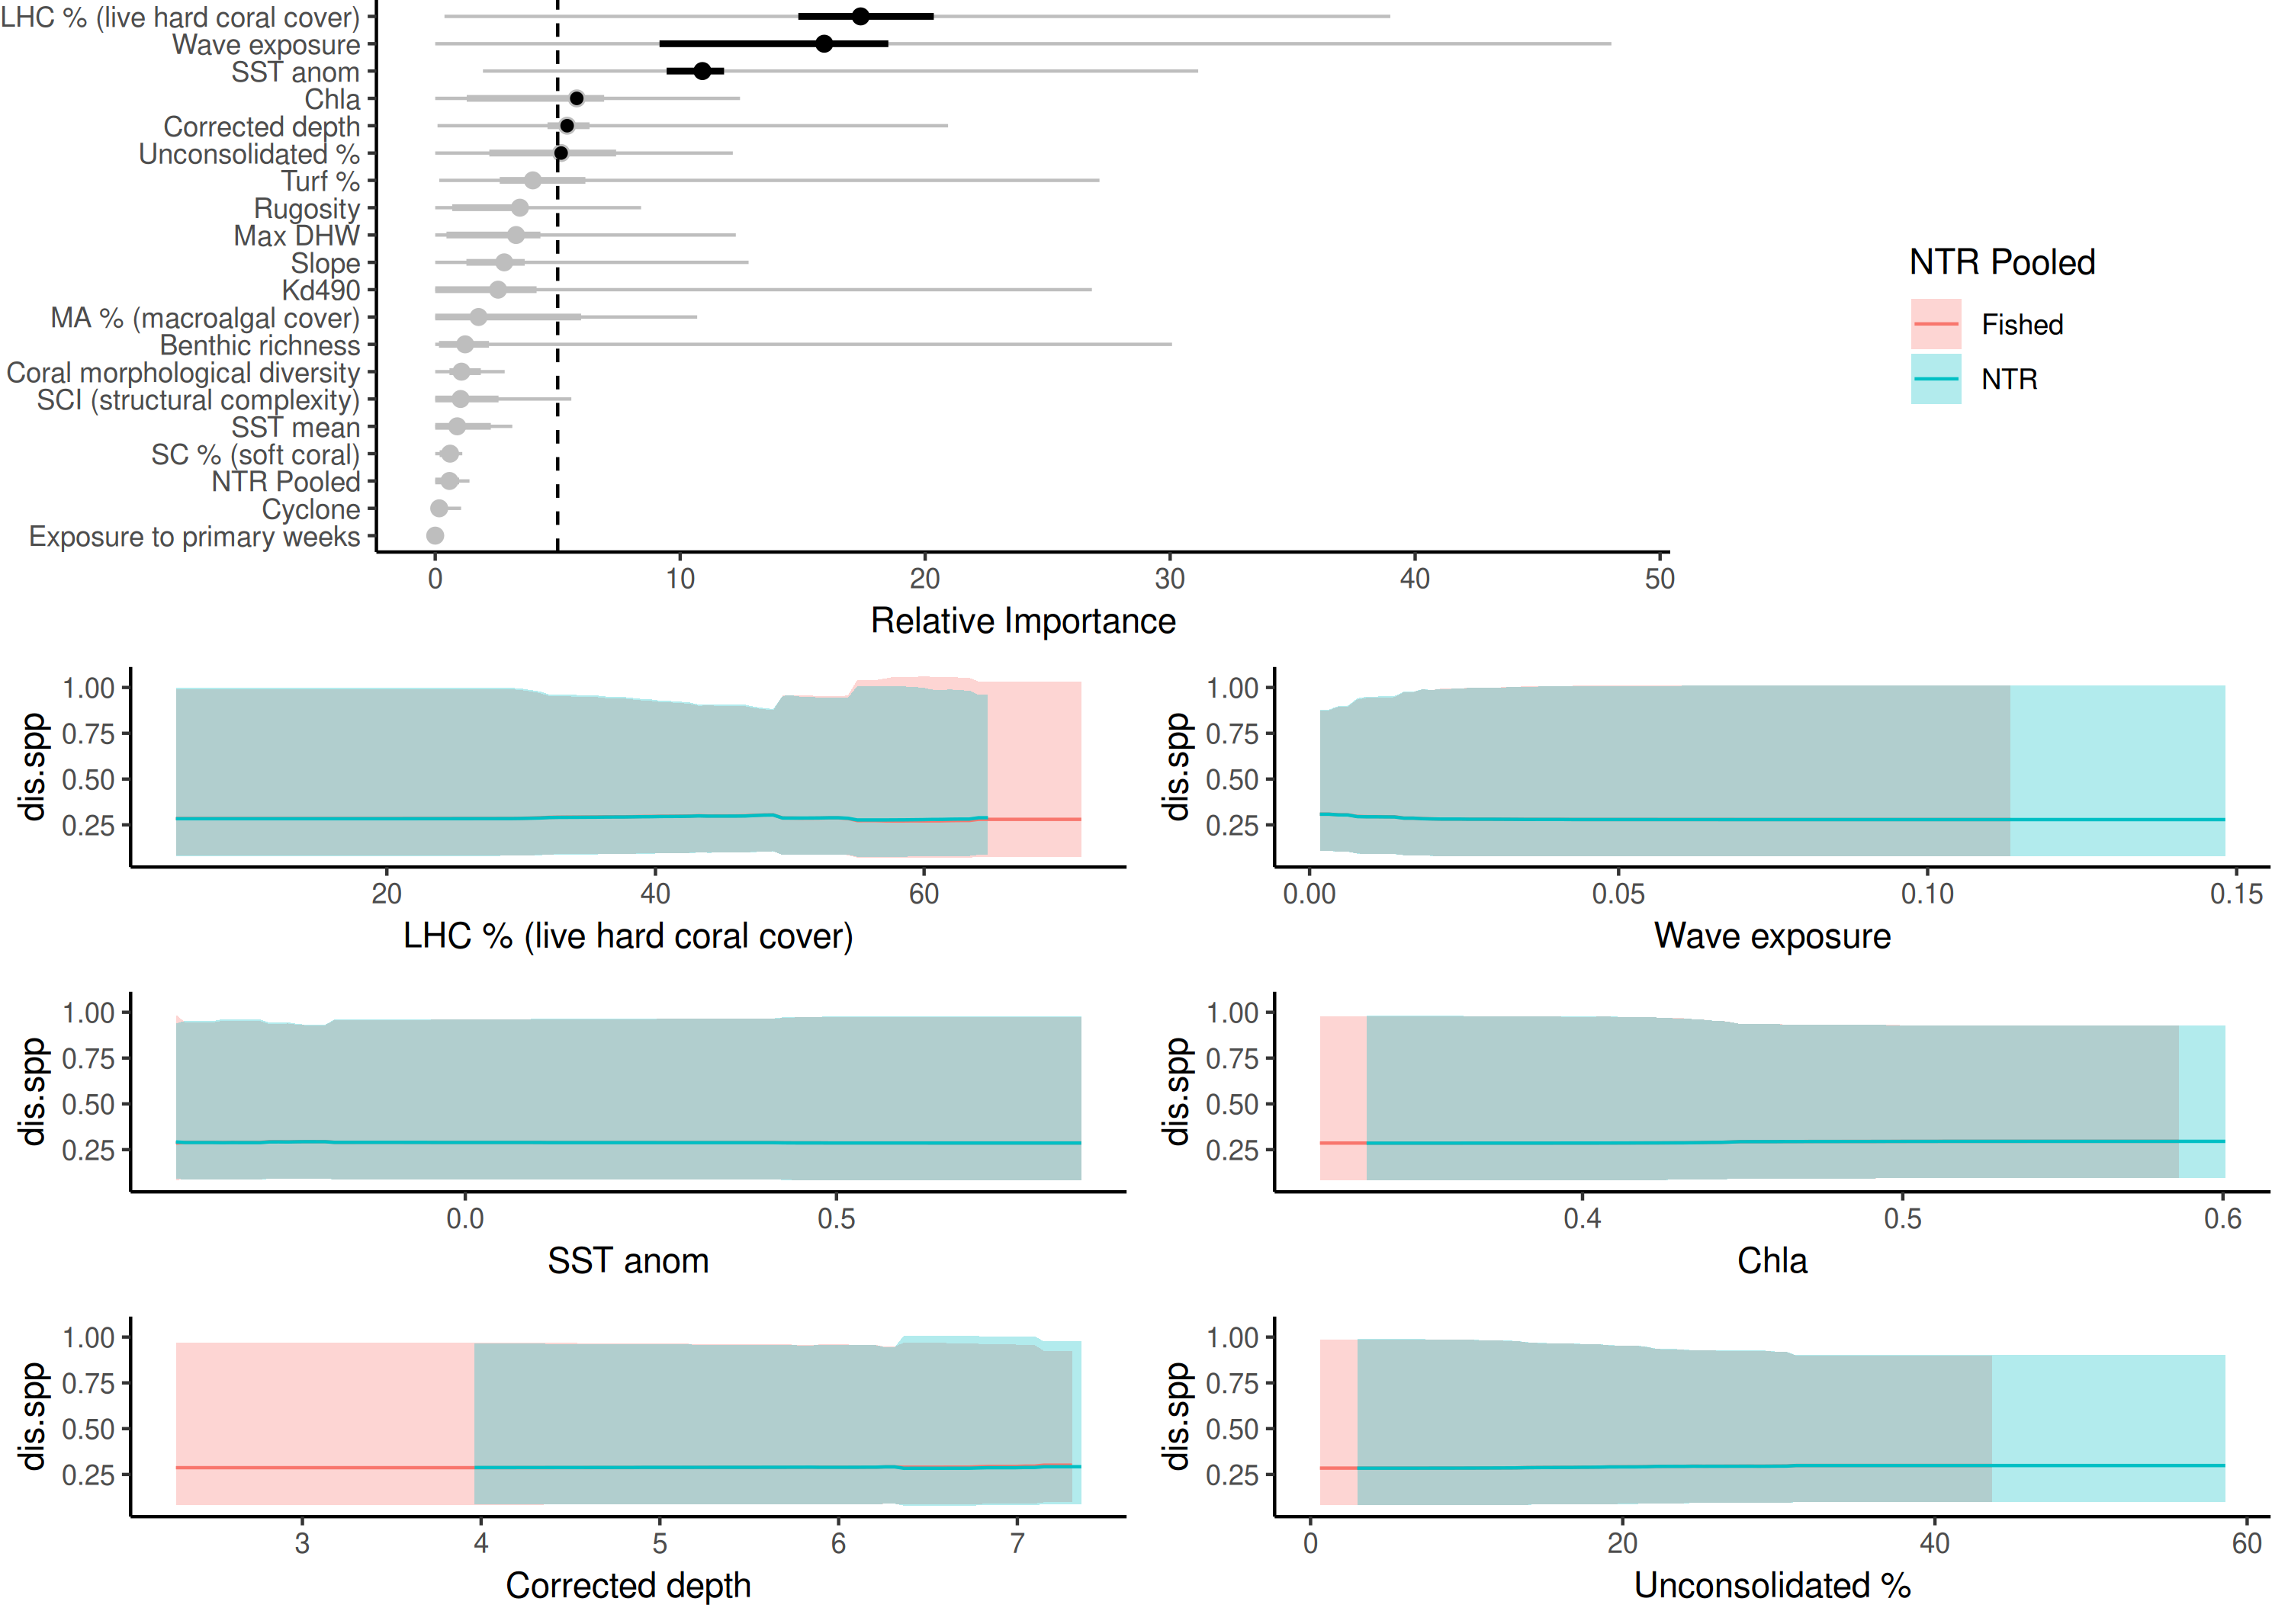 LHC % (live hard coral cover)
Wave exposure
SST anom
Chla
Corrected depth
Unconsolidated %
Turf %
Rugosity
Max DHW
Slope
Kd490
MA % (macroalgal cover)
Benthic richness
Coral morphological diversity
SCI (structural complexity)
SST mean
SC % (soft coral)
NTR Pooled
Cyclone
Exposure to primary weeks
0 10 20 30 40 50
Relative Importance
NTR Pooled
Fished
NTR
1.00
0.75
0.50
0.25
dis.spp
20 40 60
LHC % (live hard coral cover)
1.00
0.75
0.50
0.25
dis.spp
0.00 0.05 0.10 0.15
Wave exposure
1.00
0.75
0.50
0.25
dis.spp
0.0 0.5
SST anom
1.00
0.75
0.50
0.25
dis.spp
0.4 0.5 0.6
Chla
1.00
0.75
0.50
0.25
dis.spp
3 4 5 6 7
Corrected depth
1.00
0.75
0.50
0.25
dis.spp
0 20 40 60
Unconsolidated %